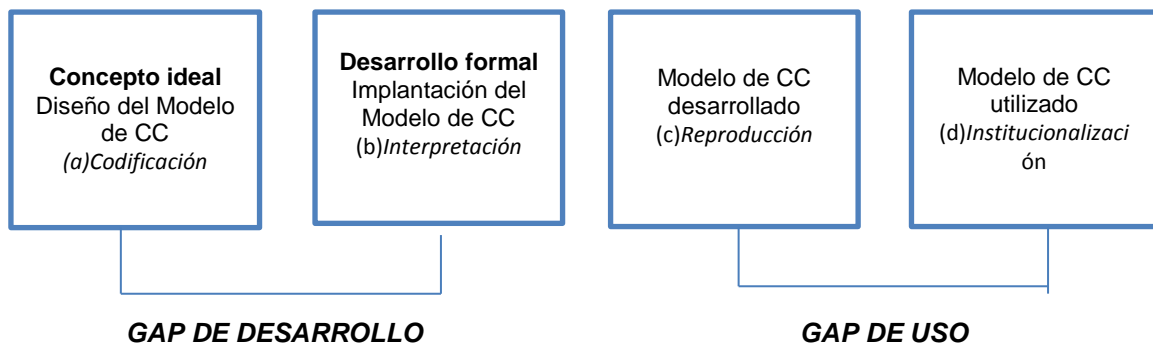 Concepto ideal
Diseño del Modelo
de CC
(a)Codificación
Desarrollo formal
Implantación del
Modelo de CC
(b)Interpretación
Modelo de CC
desarrollado
(c)Reproducción
Modelo de CC
utilizado
(d)Institucionalizaci
ón
GAP DE DESARROLLO
GAP DE USO